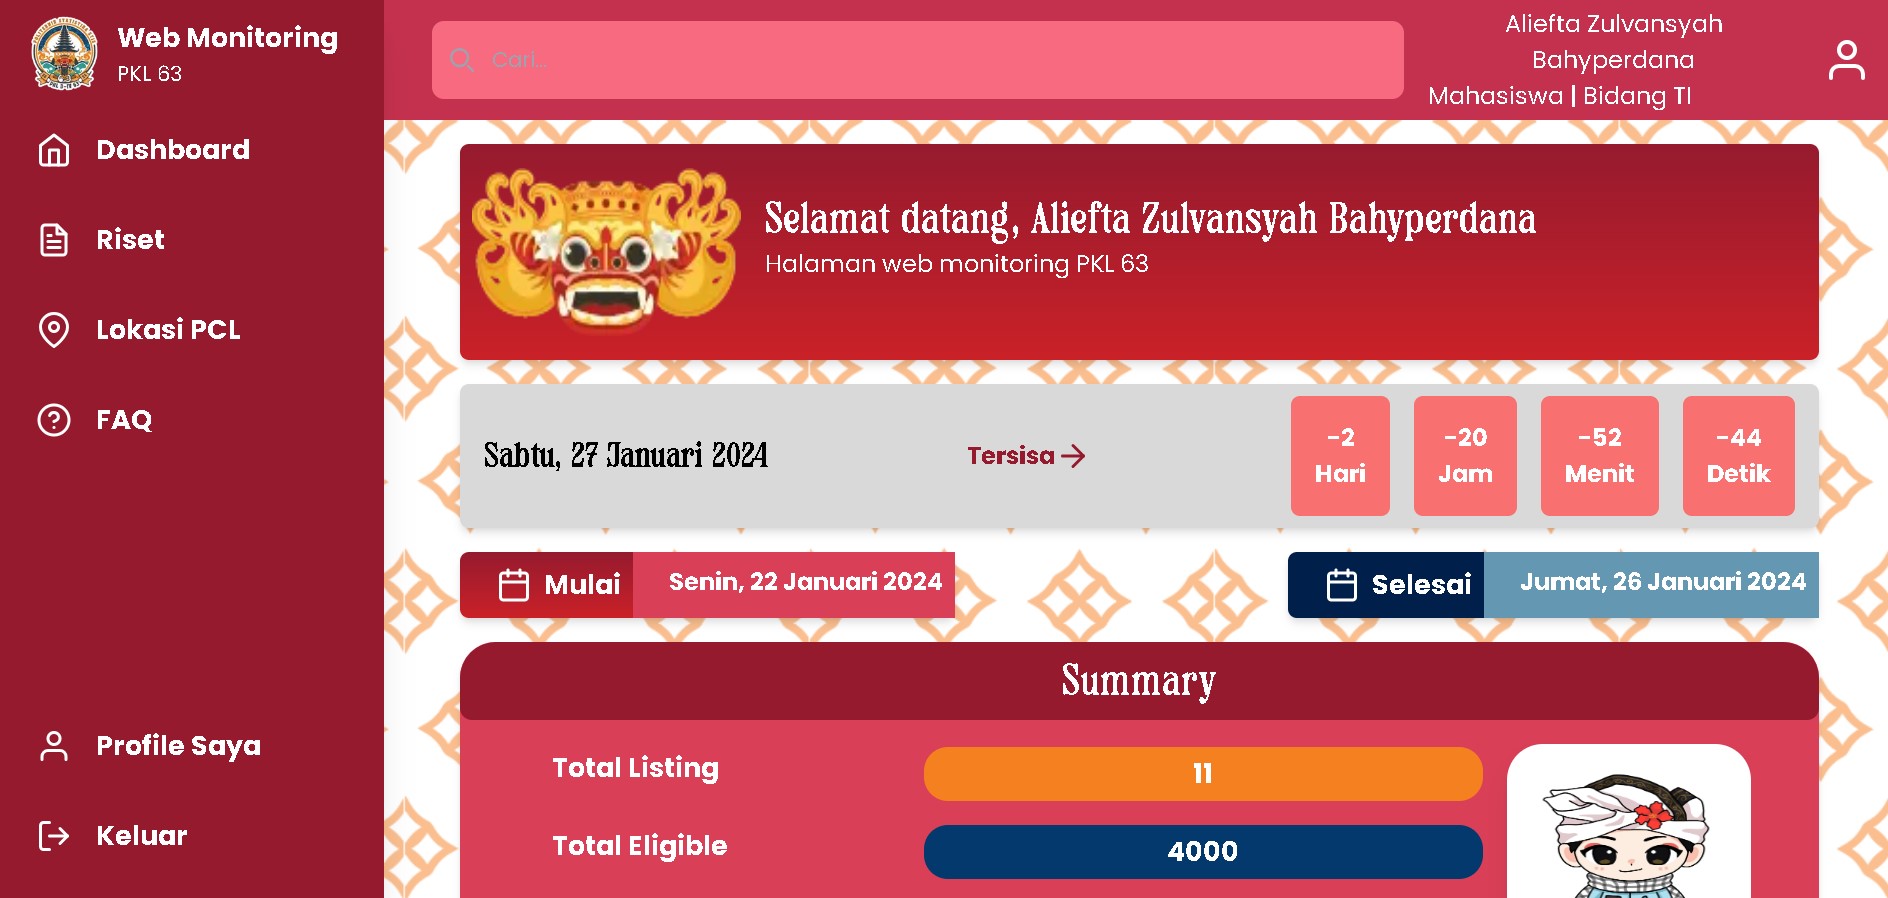 Web Monitoring
PKL 63
Dashboard
Riset
Lokasi PCL
FAQ
Profile Saya
Keluar
Cari...
Aliefta Zulvansyah
Bahyperdana
Mahasiswa | Bidang TI
Selamat datang, Aliefta Zulvansyah Bahyperdana
Halaman web monitoring PKL 63
Sabtu, 27 Januari 2024
Tersisa
-2
Hari
-20
Jam
-52
Menit
-44
Detik
Mulai
Senin, 22 Januari 2024
Selesai
Jumat, 26 Januari 2024
Summary
Total Listing
11
Total Eligible
4000